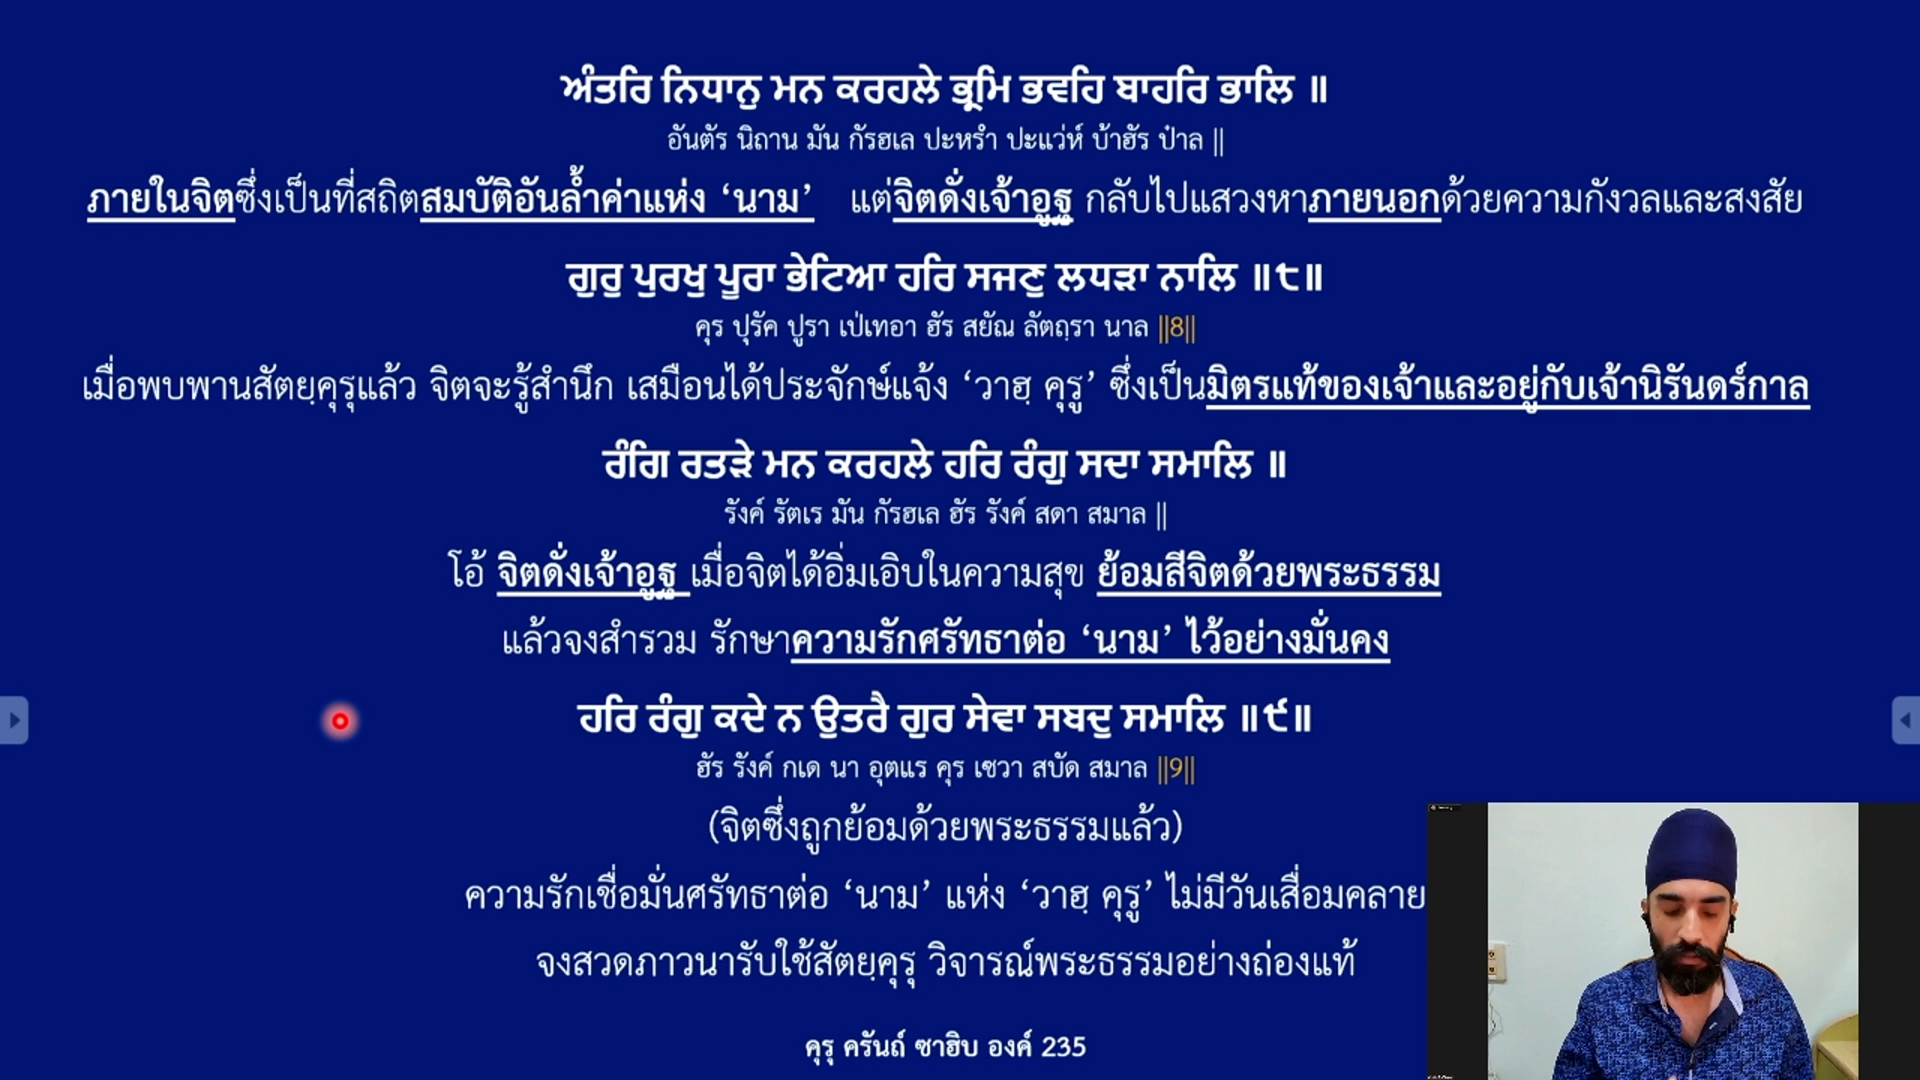 ਅੰਤਰਿ ਨਿਧਾਨੁ ਮਨ ਕਰਹਲੇ ਭ੍ਰਮਿ ਭਵਹਿ ਬਾਹਰਿ ਭਾਲਿ ॥
อันตัร นิถาน มัน กัรฮเล ปะหรำ ปะแว่ห์ บ้าฮัร ป๋าล ||
ภายในจิตซึ่งเป็นที่สถิตสมบัติอันล้ำค่าแห่ง ‘นาม’ แต่จิตดั่งเจ้าอูฐ กลับไปแสวงหาภายนอกด้วยความกังวลและสงสัย
ਗੁਰੁ ਪੁਰਖੁ ਪੂਰਾ ਭੇਟਿਆ ਹਰਿ ਸਜਣੁ ਲਧੜਾ ਨਾਲਿ ॥੮॥
คุร ปุรัค ปูรา เป่เทอา ฮัร สยัณ ลัตถฺรา นาล ||8||
เมื่อพบพานสัตยฺคุรุแล้ว จิตจะรู้สำนึก เสมือนได้ประจักษ์แจ้ง ‘วาฮฺ คุรู’ ซึ่งเป็นมิตรแท้ของเจ้าและอยู่กับเจ้านิรันดร์กาล
ਰੰਗਿ ਰਤੜੇ ਮਨ ਕਰਹਲੇ ਹਰਿ ਰੰਗੁ ਸਦਾ ਸਮਾਲਿ ॥
รังค์ รัตเร มัน กัรฮเล ฮัร รังค์ สดา สมาล ||
โอ้ จิตดั่งเจ้าอูฐ เมื่อจิตได้อิ่มเอิบในความสุข ย้อมสีจิตด้วยพระธรรม
แล้วจงสำรวม รักษาความรักศรัทธาต่อ ‘นาม’ ไว้อย่างมั่นคง
ਹਰਿ ਰੰਗੁ ਕਦੇ ਨ ਉਤਰੈ ਗੁਰ ਸੇਵਾ ਸਬਦੁ ਸਮਾਲਿ ॥੯॥
ฮัร รังค์ กเด นา อุตแร คุร เซวา สบัด สมาล ||9||
(จิตซึ่งถูกย้อมด้วยพระธรรมแล้ว)
ความรักเชื่อมั่นศรัทธาต่อ ‘นาม’ แห่ง ‘วาฮฺ คุรู’ ไม่มีวันเสื่อมคลาย
จงสวดภาวนารับใช้สัตยฺคุรุ วิจารณ์พระธรรมอย่างถ่องแท้
คุรุ ครันถ์ ซาฮิบ องค์ 235